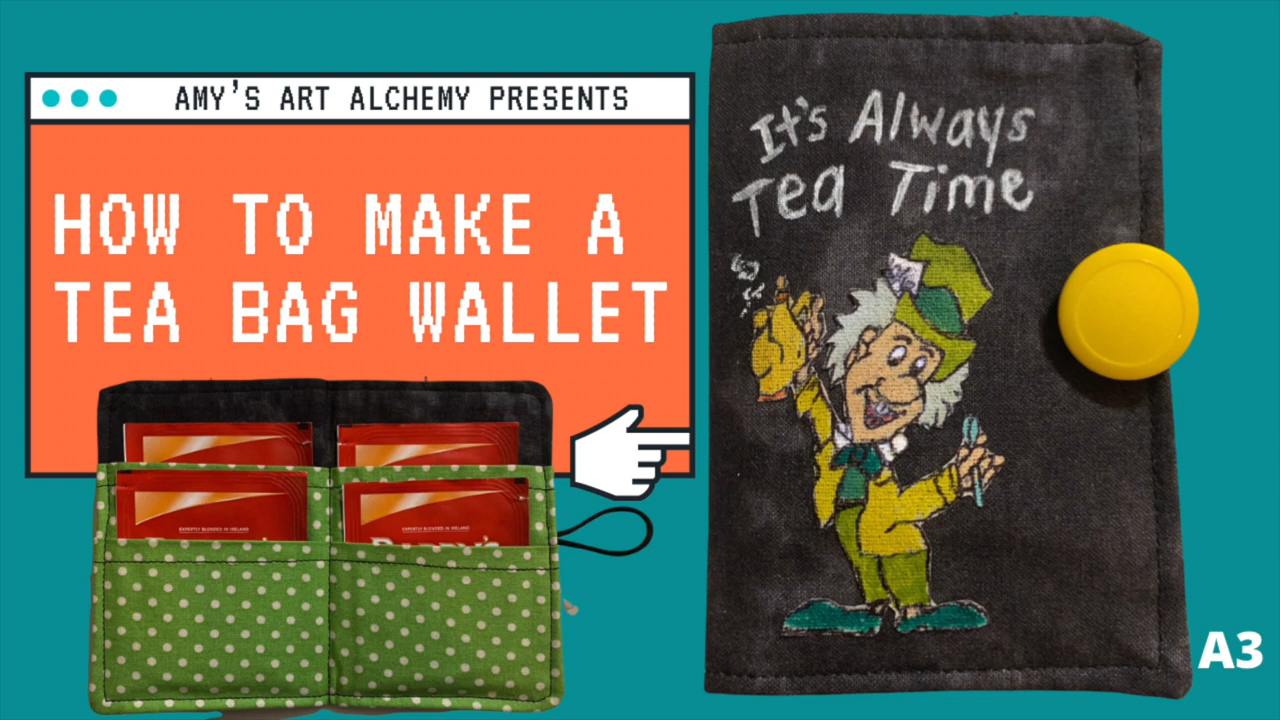 AMY'S ART ALCHEMY PRESENTS
HOW TO MAKE A
TEA BAG WALLET
It's Always
Tea Time
EXPERTLY BLENDED IN IRELAND
EXPERTLY BLENDED IN IRELAND
A3